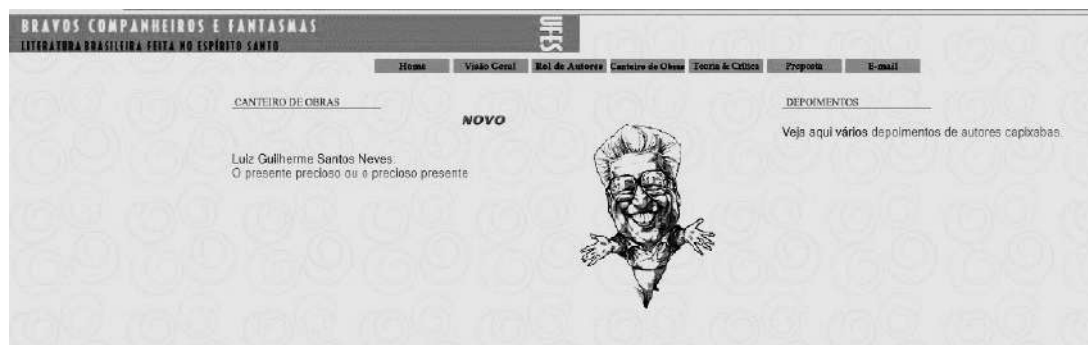 BRAVOS COMPANHEIROS E FANTASMAS
LITERATURA BRASILEIRA FEITA NO ESPÍRITO SANTO
UFES
Home Visão Geral Rol de Autores Canteiro de Obras Teoria & Crítica Proposta E-mail
CANTEIRO DE OBRAS
NOVO
Luiz Guilherme Santos Neves:
O presente precioso ou o precioso presente
DEPOIMENTOS
Veja aqui vários depoimentos de autores capixabas.